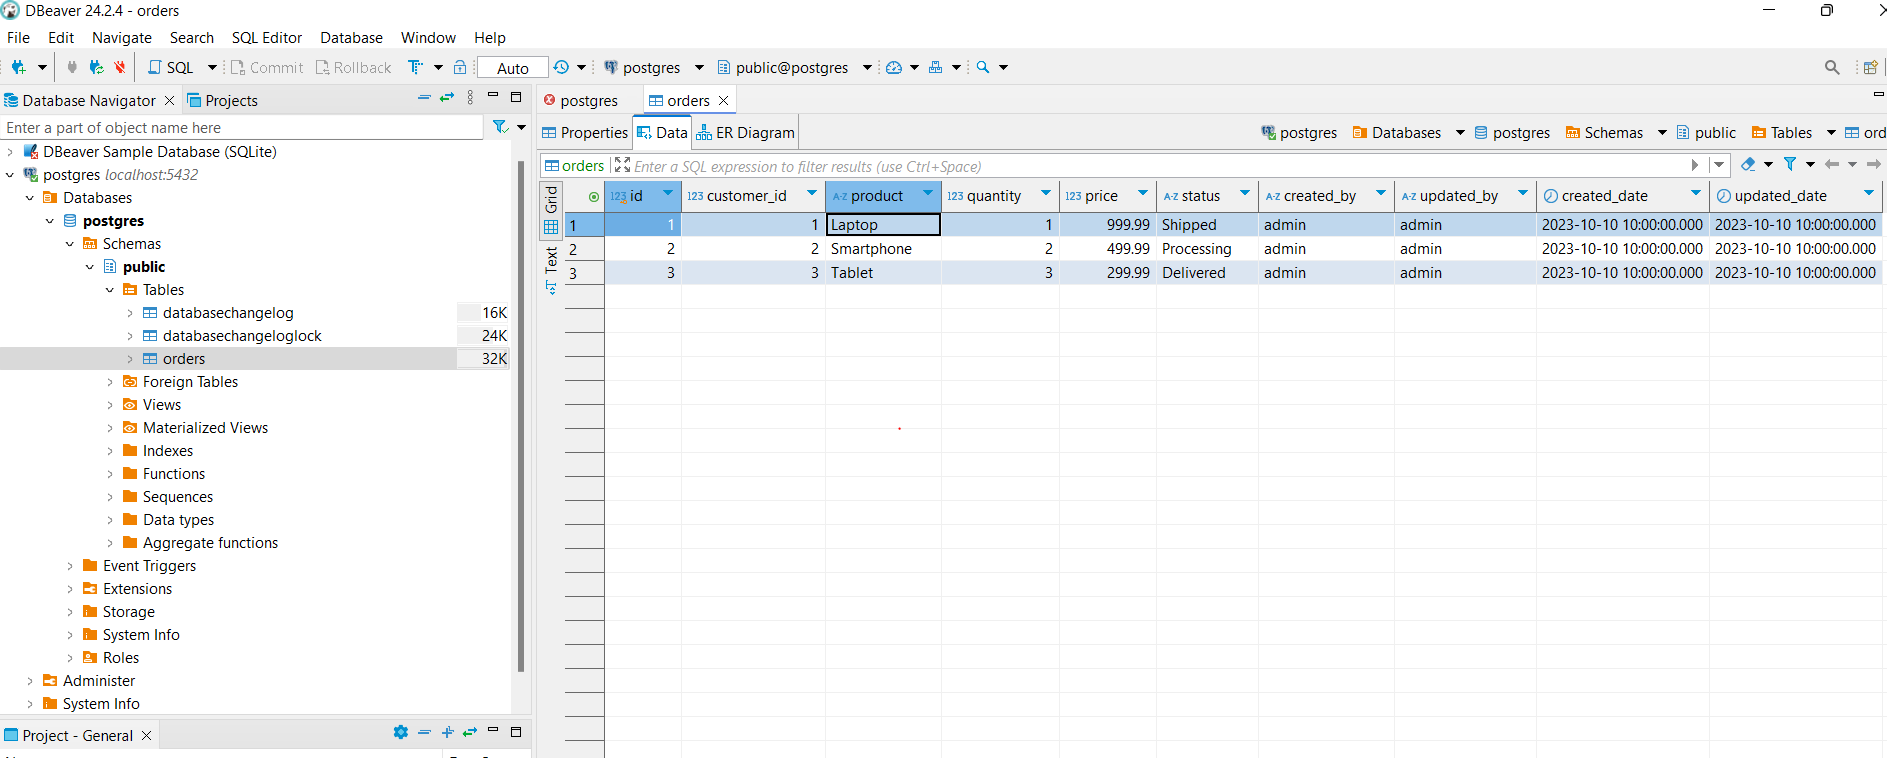 DBeaver 24.2.4 - orders
File Edit Navigate Search SQL Editor Database Window Help
SQL Commit Rollback Auto postgres public@postgres
Database Navigator Projects
Enter a part of object name here
DBeaver Sample Database (SQLite)
postgres localhost:5432
Databases
postgres
Schemas
public
Tables
databasechangelog 16K
databasechangeloglock 24K
orders 32K
Foreign Tables
Views
Materialized Views
Indexes
Functions
Sequences
Data types
Aggregate functions
Event Triggers
Extensions
Storage
System Info
Roles
Administer
System Info
Project - General
postgres orders
Properties Data ER Diagram postgres Databases postgres Schemas public Tables ord
orders Enter a SQL expression to filter results (use Ctrl+Space)
Grid
Text
123 id 123 customer_id A-Z product 123 quantity 123 price A-Z status A-Z created_by A-Z updated_by created_date updated_date
1 1 1 Laptop 1 999.99 Shipped admin admin 2023-10-10 10:00:00.000 2023-10-10 10:00:00.000
2 2 2 Smartphone 2 499.99 Processing admin admin 2023-10-10 10:00:00.000 2023-10-10 10:00:00.000
3 3 3 Tablet 3 299.99 Delivered admin admin 2023-10-10 10:00:00.000 2023-10-10 10:00:00.000